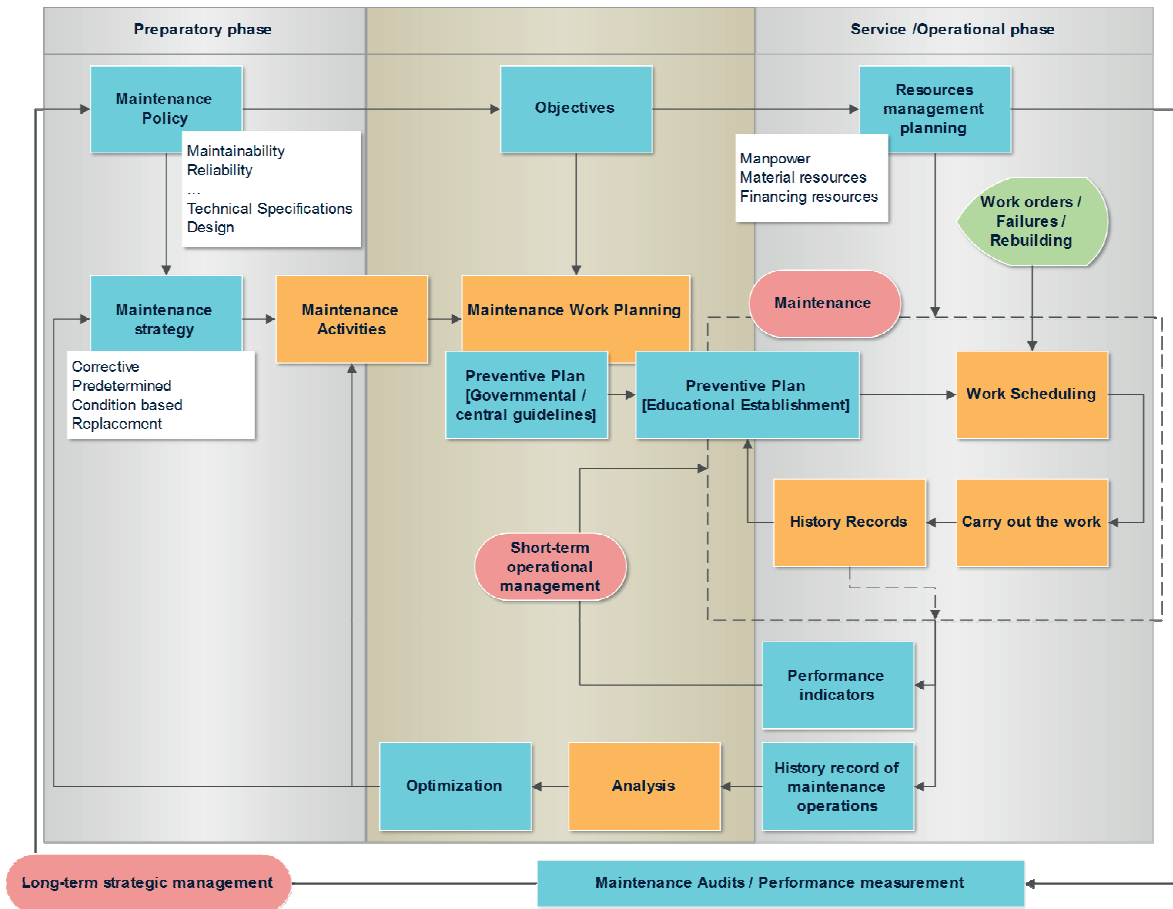 Preparatory phase
Service /Operational phase
Maintenance
Policy
Objectives
Resources
management
planning
Maintainability
Reliability
...
Technical Specifications
Design
Manpower
Material resources
Financing resources
Work orders /
Failures /
Rebuilding
Maintenance
strategy
Maintenance
Activities
Maintenance Work Planning
Maintenance
Corrective
Predetermined
Condition based
Replacement
Preventive Plan
[Governmental /
central guidelines]
Preventive Plan
[Educational Establishment]
Work Scheduling
History Records
Carry out the work
Short-term
operational
management
Performance
indicators
Optimization
Analysis
History record of
maintenance
operations
Long-term strategic management
Maintenance Audits / Performance measurement